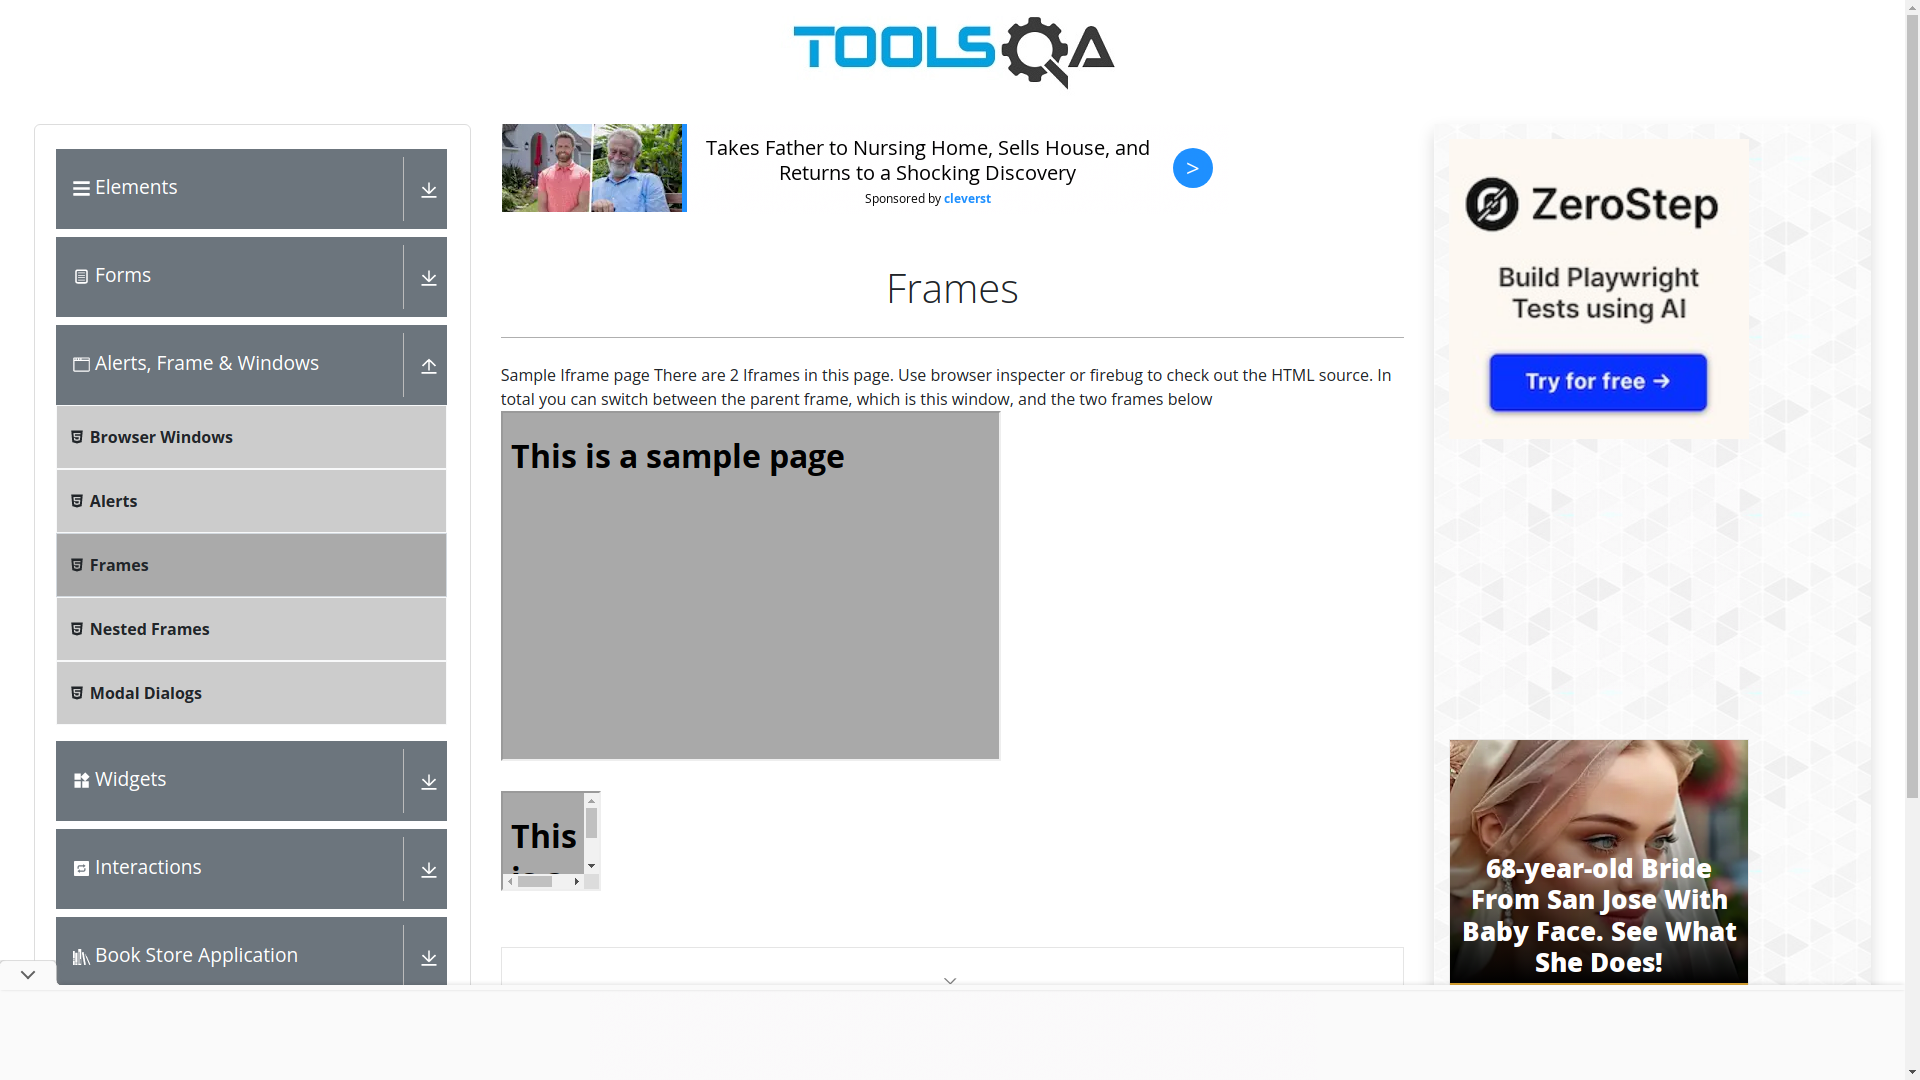 TOOLSQA
Elements
Forms
Alerts, Frame & Windows
Browser Windows
Alerts
Frames
Nested Frames
Modal Dialogs
Widgets
Interactions
Book Store Application
Takes Father to Nursing Home, Sells House, and
Returns to a Shocking Discovery
Sponsored by cleverst
>
Frames
Sample Iframe page There are 2 Iframes in this page. Use browser inspecter or firebug to check out the HTML source. In
total you can switch between the parent frame, which is this window, and the two frames below
This is a sample page
This
is a
ZeroStep
Build Playwright
Tests using AI
Try for free →
68-year-old Bride
From San Jose With
Baby Face. See What
She Does!